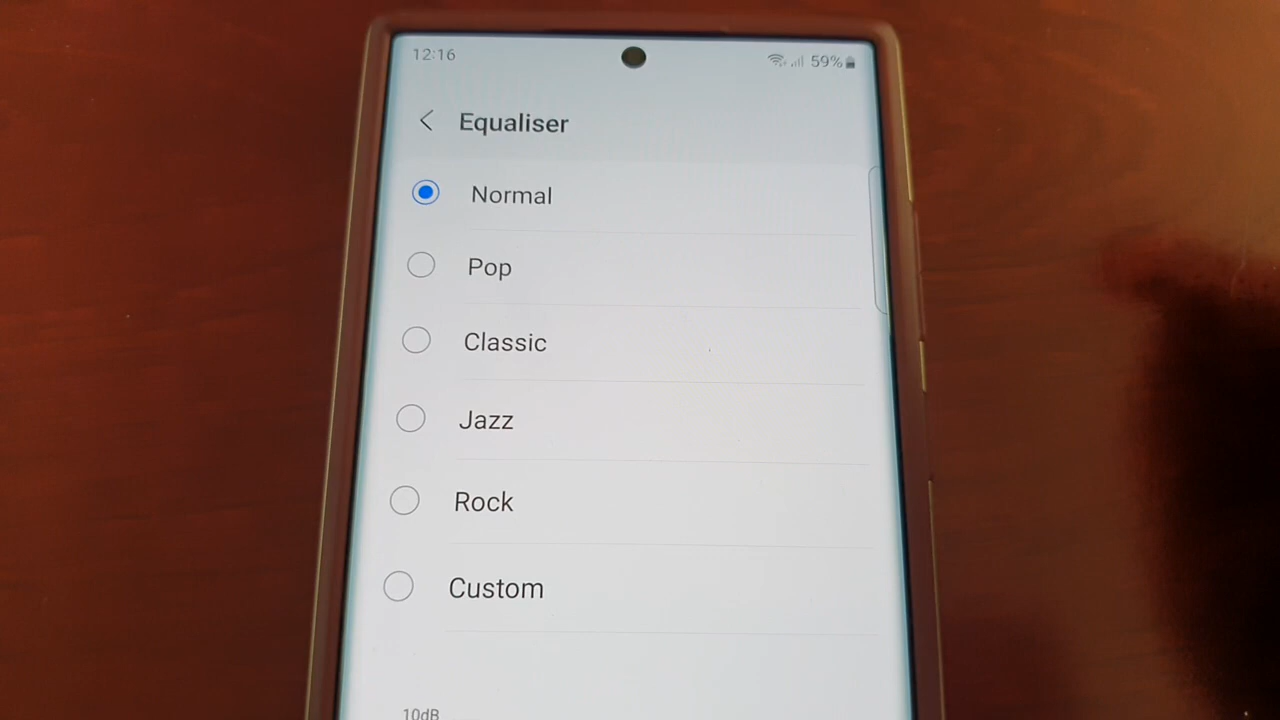 12:16
59%
Equaliser
Normal
Pop
Classic
Jazz
Rock
Custom
10dB